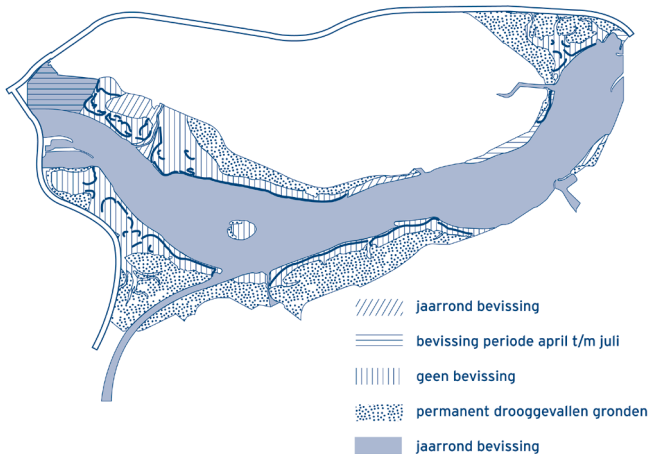 jaarrond bevissing
bevissing periode april t/m juli
geen bevissing
permanent drooggevallen gronden
jaarrond bevissing